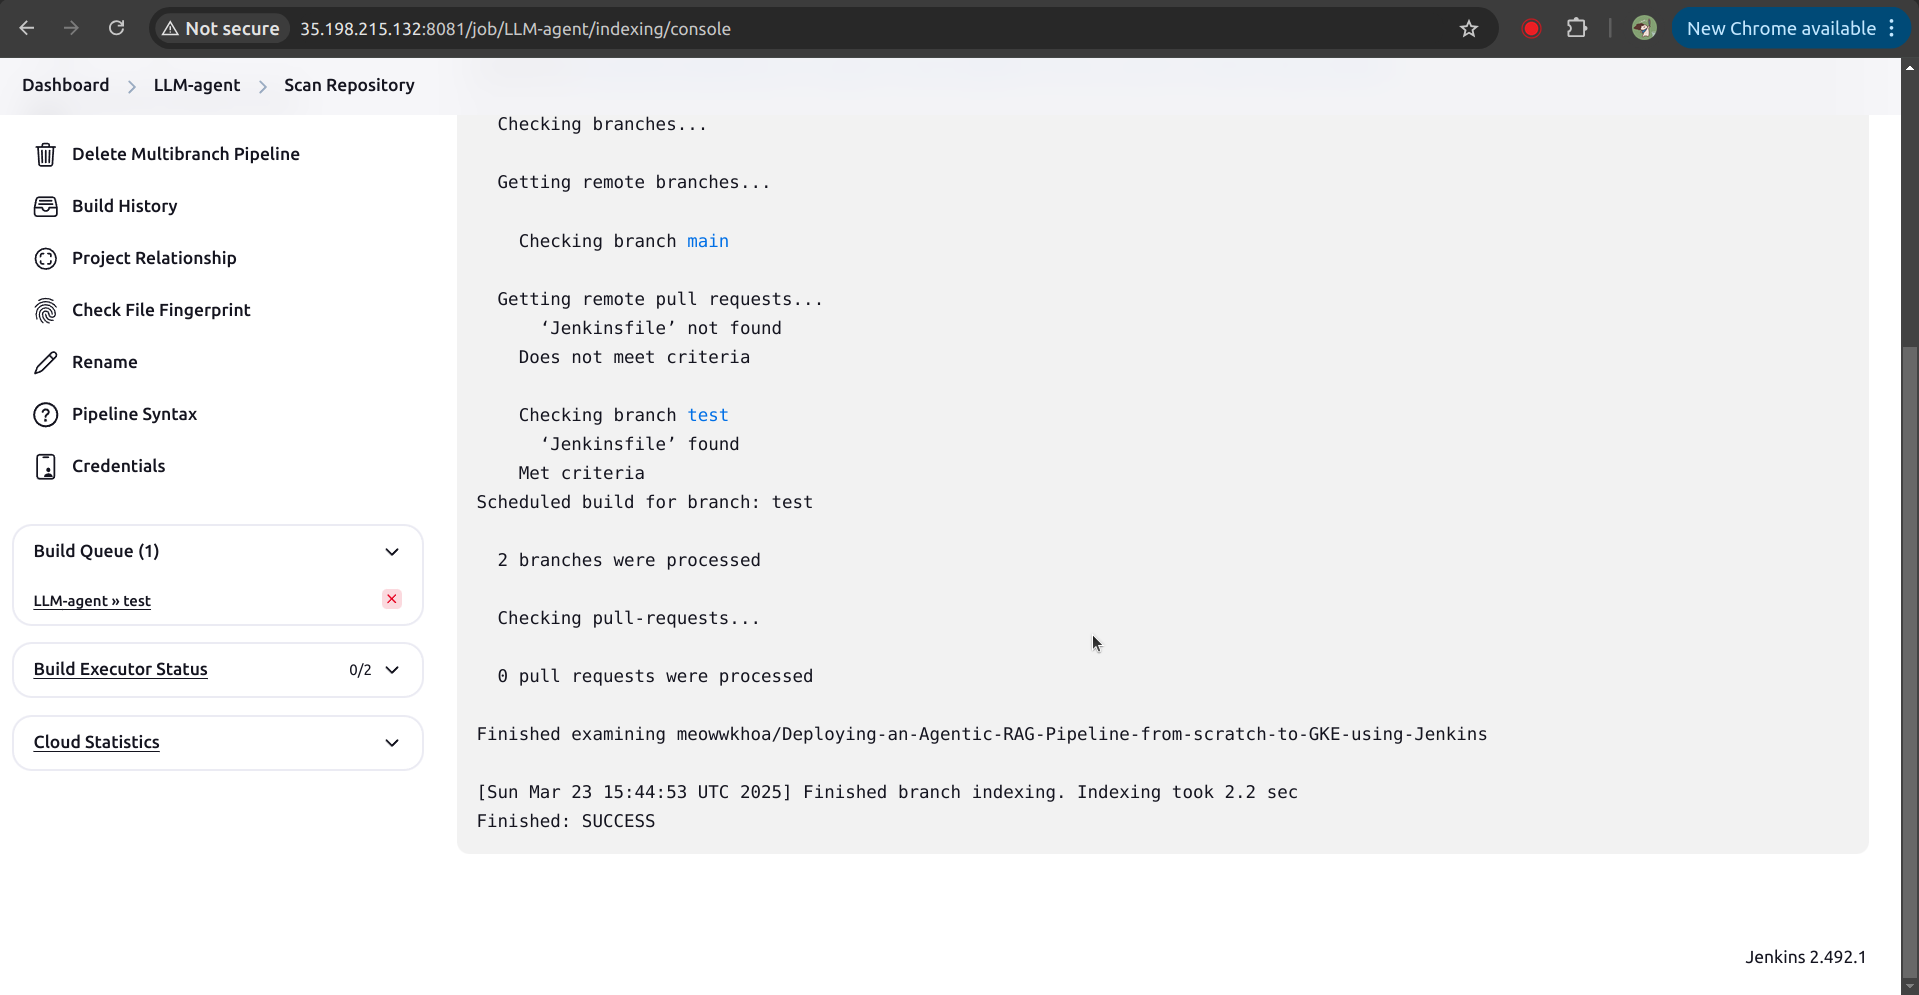 Not secure
35.198.215.132:8081/job/LLM-agent/indexing/console
New Chrome available
Dashboard
LLM-agent
Scan Repository
Delete Multibranch Pipeline
Build History
Project Relationship
Check File Fingerprint
Rename
Pipeline Syntax
Credentials
Build Queue (1)
LLM-agent » test
Build Executor Status
0/2
Cloud Statistics
Checking branches...
Getting remote branches...
Checking branch main
Getting remote pull requests...
‘Jenkinsfile’ not found
Does not meet criteria
Checking branch test
‘Jenkinsfile’ found
Met criteria
Scheduled build for branch: test
2 branches were processed
Checking pull-requests...
0 pull requests were processed
Finished examining meowwkhoa/Deploying-an-Agentic-RAG-Pipeline-from-scratch-to-GKE-using-Jenkins
[Sun Mar 23 15:44:53 UTC 2025] Finished branch indexing. Indexing took 2.2 sec
Finished: SUCCESS
Jenkins 2.492.1